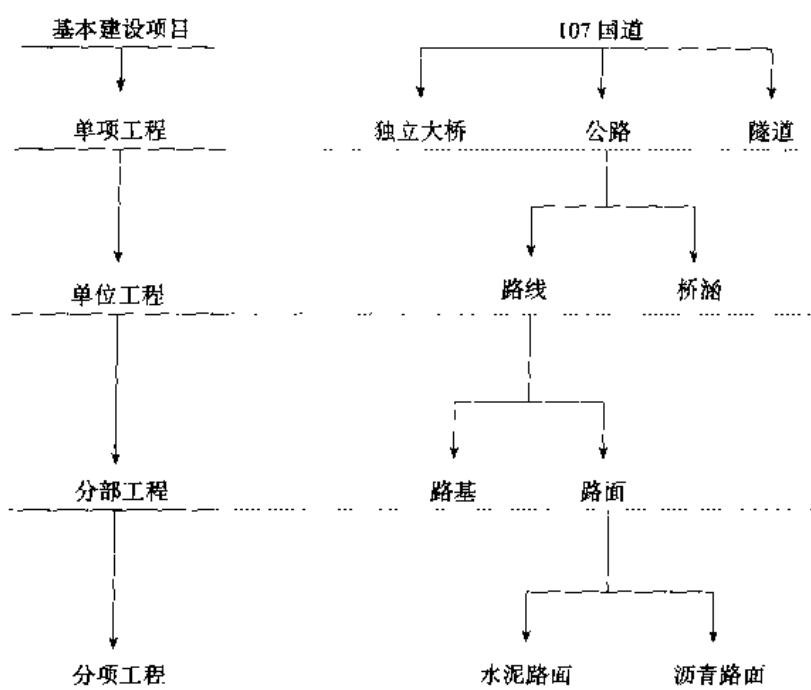 基本建设项目 107国道
单项工程 独立大桥 公路 隧道
单位工程 路线 桥涵
分部工程 路基 路面
分项工程 水泥路面 沥青路面